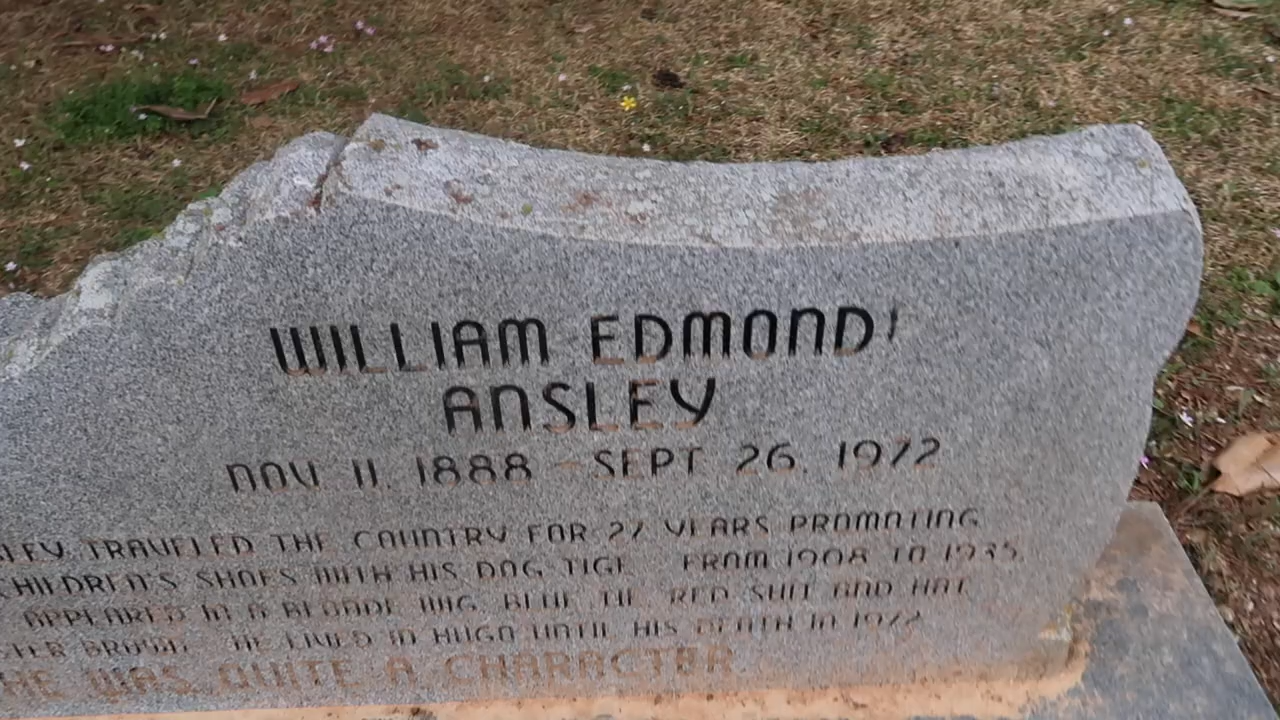 WILLIAM EDMOND
ANSLEY
NOV 11, 1888 - SEPT 26, 1972
TRAVELED THE COUNTRY FOR 27 YEARS PROMOTING
CHILDREN'S SHOES WITH HIS DOG TIGE FROM 1908 TO 1935.
APPEARED IN A BLONDE WIG, BLUE TIE, RED SUIT AND HAT
BROWN. HE LIVED IN HUGO UNTIL HIS DEATH IN 1972
HE WAS QUITE A CHARACTER.